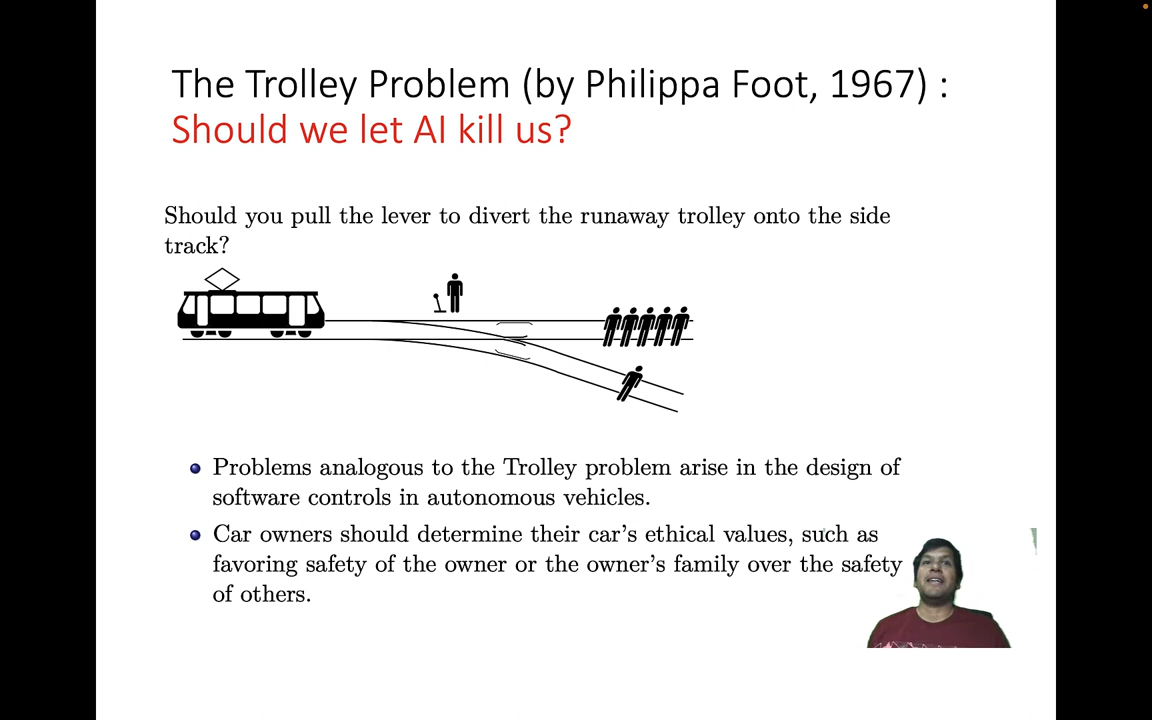 The Trolley Problem (by Philippa Foot, 1967) :
Should we let AI kill us?
Should you pull the lever to divert the runaway trolley onto the side
track?
Problems analogous to the Trolley problem arise in the design of
software controls in autonomous vehicles.
Car owners should determine their car's ethical values, such as
favoring safety of the owner or the owner's family over the safety
of others.